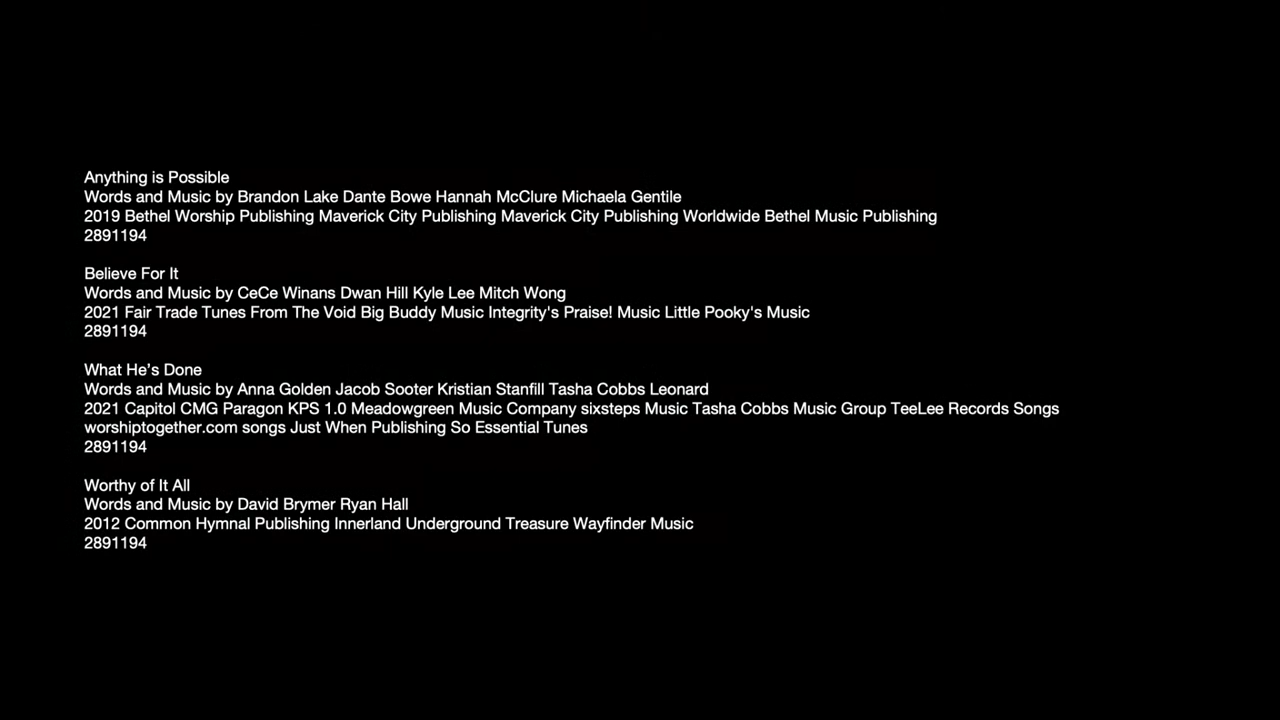 Anything is Possible
Words and Music by Brandon Lake Dante Bowe Hannah McClure Michaela Gentile
2019 Bethel Worship Publishing Maverick City Publishing Maverick City Publishing Worldwide Bethel Music Publishing
2891194
Believe For It
Words and Music by CeCe Winans Dwan Hill Kyle Lee Mitch Wong
2021 Fair Trade Tunes From The Void Big Buddy Music Integrity's Praise! Music Little Pooky's Music
2891194
What He’s Done
Words and Music by Anna Golden Jacob Sooter Kristian Stanfill Tasha Cobbs Leonard
2021 Capitol CMG Paragon KPS 1.0 Meadowgreen Music Company sixsteps Music Tasha Cobbs Music Group TeeLee Records Songs
worshiptogether.com songs Just When Publishing So Essential Tunes
2891194
Worthy of It All
Words and Music by David Brymer Ryan Hall
2012 Common Hymnal Publishing Innerland Underground Treasure Wayfinder Music
2891194